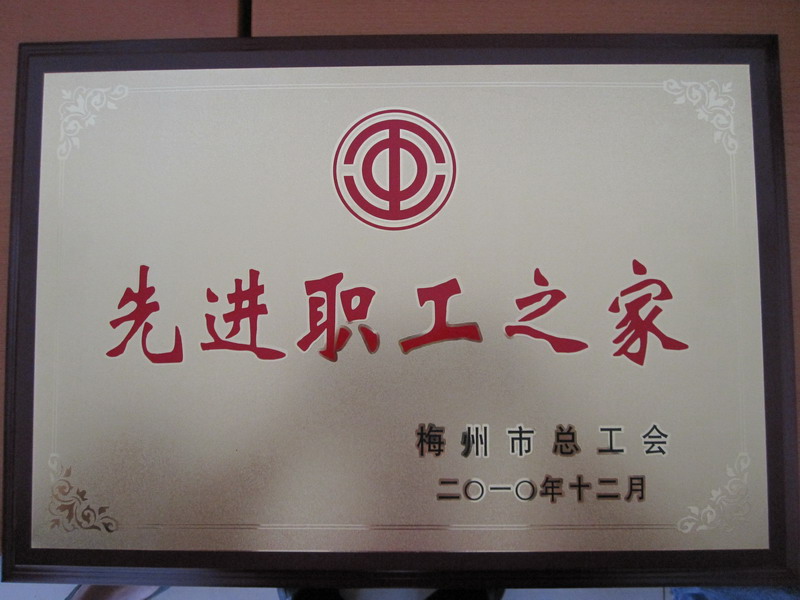 先进职工之家
梅州市总工会
二〇一〇年十二月